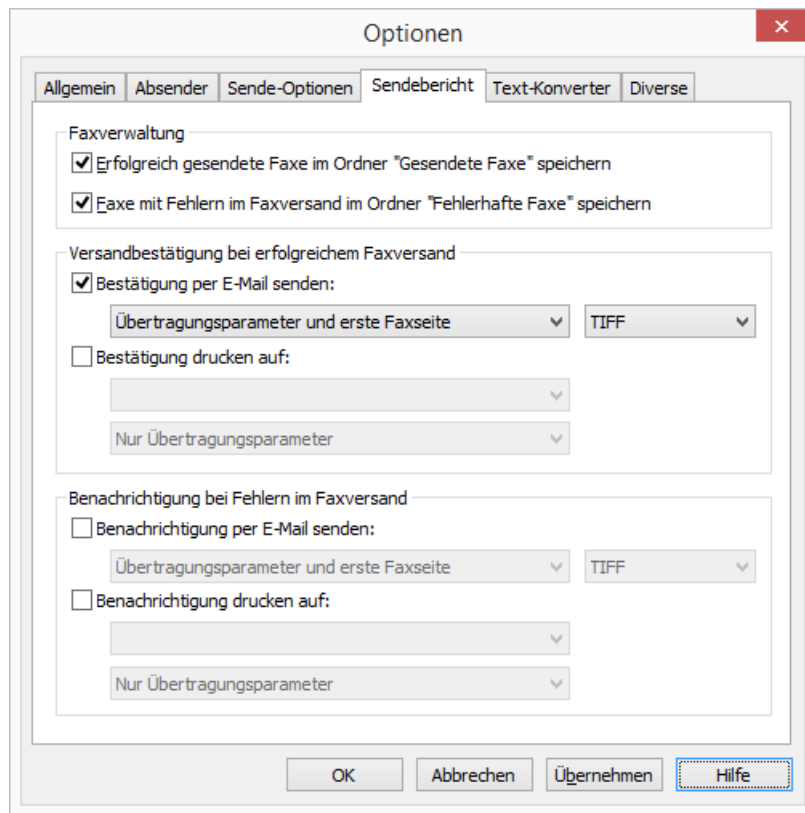 Optionen
Allgemein Absender Sende-Optionen Sendebericht Text-Konverter Diverse
Faxverwaltung
Erfolgreich gesendete Faxe im Ordner "Gesendete Faxe" speichern
Faxe mit Fehlern im Faxversand im Ordner "Fehlerhafte Faxe" speichern
Versandbestätigung bei erfolgreichem Faxversand
Bestätigung per E-Mail senden:
Übertragungsparameter und erste Faxseite TIFF
Bestätigung drucken auf:
Nur Übertragungsparameter
Benachrichtigung bei Fehlern im Faxversand
Benachrichtigung per E-Mail senden:
Übertragungsparameter und erste Faxseite TIFF
Benachrichtigung drucken auf:
Nur Übertragungsparameter
OK Abbrechen Übernehmen Hilfe